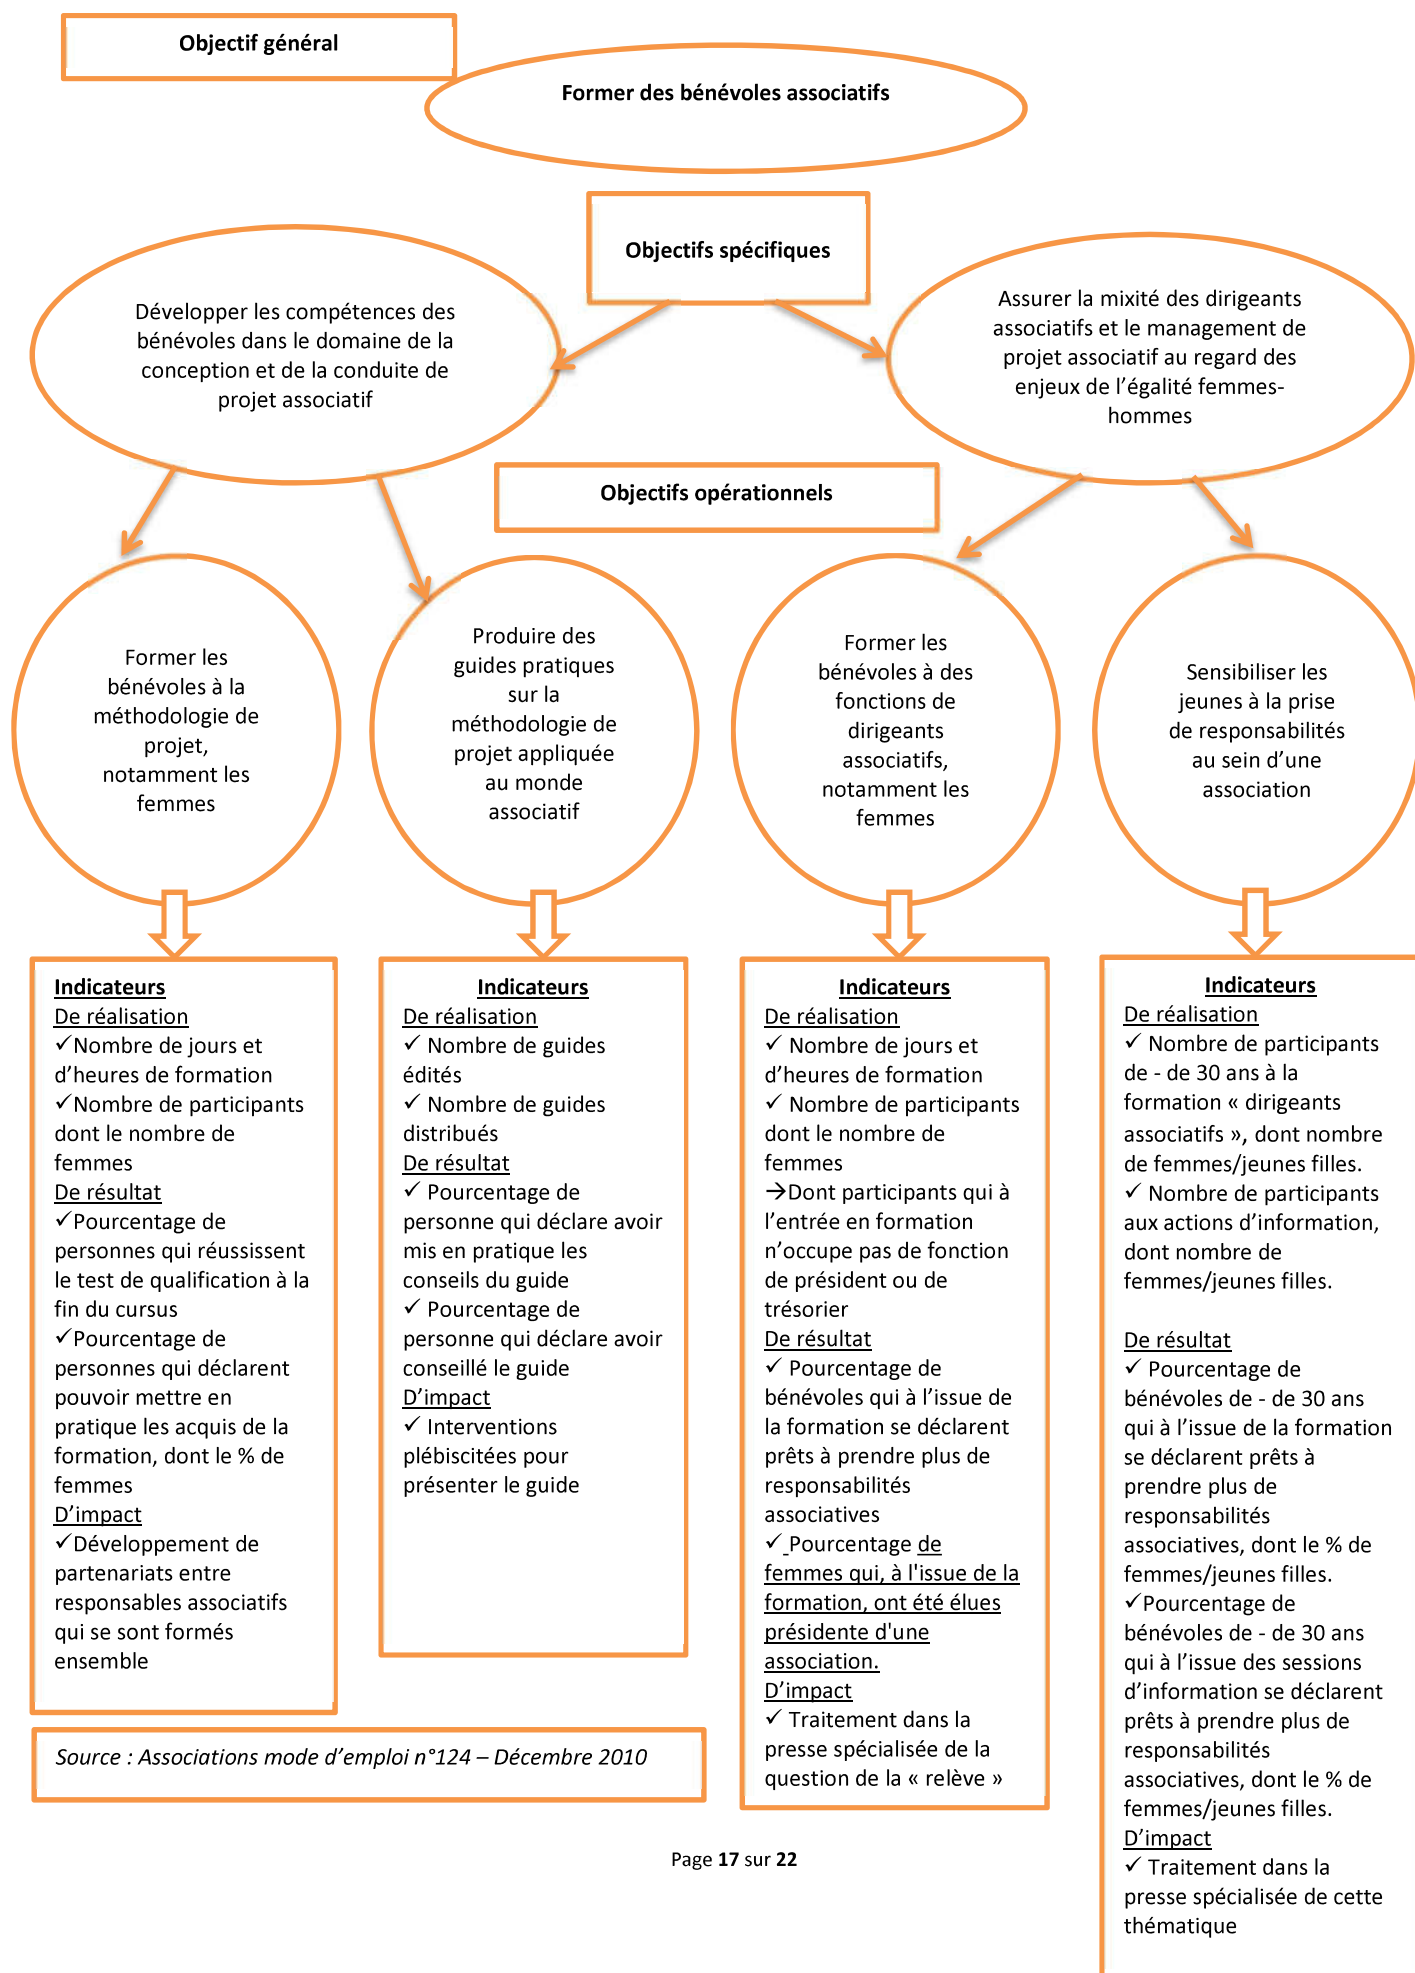 Objectif général
Former des bénévoles associatifs
Objectifs spécifiques
Développer les compétences des
bénévoles dans le domaine de la
conception et de la conduite de
projet associatif
Assurer la mixité des dirigeants
associatifs et le management de
projet associatif au regard des
enjeux de l’égalité femmes-
hommes
Objectifs opérationnels
Former les
bénévoles à la
méthodologie de
projet,
notamment les
femmes
Produire des
guides pratiques
sur la
méthodologie de
projet appliquée
au monde
associatif
Former les
bénévoles à des
fonctions de
dirigeants
associatifs,
notamment les
femmes
Sensibiliser les
jeunes à la prise
de responsabilités
au sein d’une
association
Indicateurs
De réalisation
✓Nombre de jours et
d’heures de formation
✓Nombre de participants
dont le nombre de
femmes
De résultat
✓Pourcentage de
personnes qui réussissent
le test de qualification à la
fin du cursus
✓Pourcentage de
personnes qui déclarent
pouvoir mettre en
pratique les acquis de la
formation, dont le % de
femmes
D’impact
✓Développement de
partenariats entre
responsables associatifs
qui se sont formés
ensemble
Indicateurs
De réalisation
✓ Nombre de guides
édités
✓ Nombre de guides
distribués
De résultat
✓ Pourcentage de
personne qui déclare avoir
mis en pratique les
conseils du guide
✓ Pourcentage de
personne qui déclare avoir
conseillé le guide
D’impact
✓ Interventions
plébiscitées pour
présenter le guide
Indicateurs
De réalisation
✓ Nombre de jours et
d’heures de formation
✓ Nombre de participants
dont le nombre de
femmes
→Dont participants qui à
l’entrée en formation
n’occupe pas de fonction
de président ou de
trésorier
De résultat
✓ Pourcentage de
bénévoles qui à l’issue de
la formation se déclarent
prêts à prendre plus de
responsabilités
associatives
✓ Pourcentage de
femmes qui, à l'issue de la
formation, ont été élues
présidente d'une
association.
D’impact
✓ Traitement dans la
presse spécialisée de la
question de la « relève »
Indicateurs
De réalisation
✓ Nombre de participants
de - de 30 ans à la
formation « dirigeants
associatifs », dont nombre
de femmes/jeunes filles.
✓ Nombre de participants
aux actions d’information,
dont nombre de
femmes/jeunes filles.
De résultat
✓ Pourcentage de
bénévoles de - de 30 ans
qui à l’issue de la formation
se déclarent prêts à
prendre plus de
responsabilités
associatives, dont le % de
femmes/jeunes filles.
✓Pourcentage de
bénévoles de - de 30 ans
qui à l’issue des sessions
d’information se déclarent
prêts à prendre plus de
responsabilités
associatives, dont le % de
femmes/jeunes filles.
D’impact
✓ Traitement dans la
presse spécialisée de cette
thématique
Source : Associations mode d’emploi n°124 – Décembre 2010
Page 17 sur 22